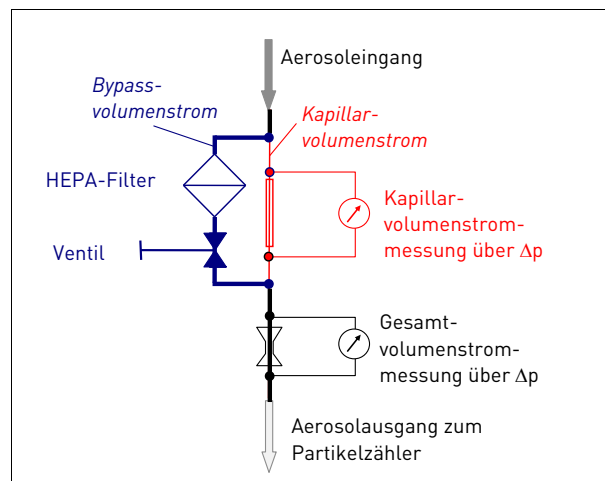 Aerosoleingang
Bypass-
volumenstrom
Kapillar-
volumenstrom
HEPA-Filter
Kapillar-
volumenstrom-
messung über Δp
Ventil
Gesamt-
volumenstrom-
messung über Δp
Aerosolausgang zum
Partikelzähler